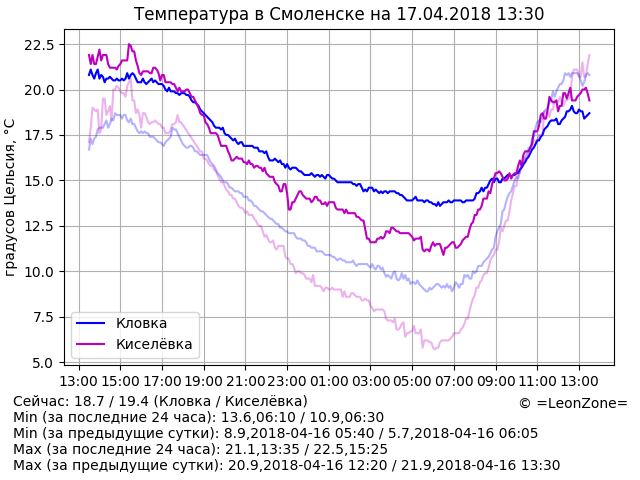 Температура в Смоленске на 17.04.2018 13:30
градусов Цельсия, °C
22.5
20.0
17.5
15.0
12.5
10.0
7.5
5.0
Кловка
Киселёвка
13:00 15:00 17:00 19:00 21:00 23:00 01:00 03:00 05:00 07:00 09:00 11:00 13:00
Сейчас: 18.7 / 19.4 (Кловка / Киселёвка)
© =LeonZone=
Min (за последние 24 часа): 13.6,06:10 / 10.9,06:30
Min (за предыдущие сутки): 8.9,2018-04-16 05:40 / 5.7,2018-04-16 06:05
Max (за последние 24 часа): 21.1,13:35 / 22.5,15:25
Max (за предыдущие сутки): 20.9,2018-04-16 12:20 / 21.9,2018-04-16 13:30